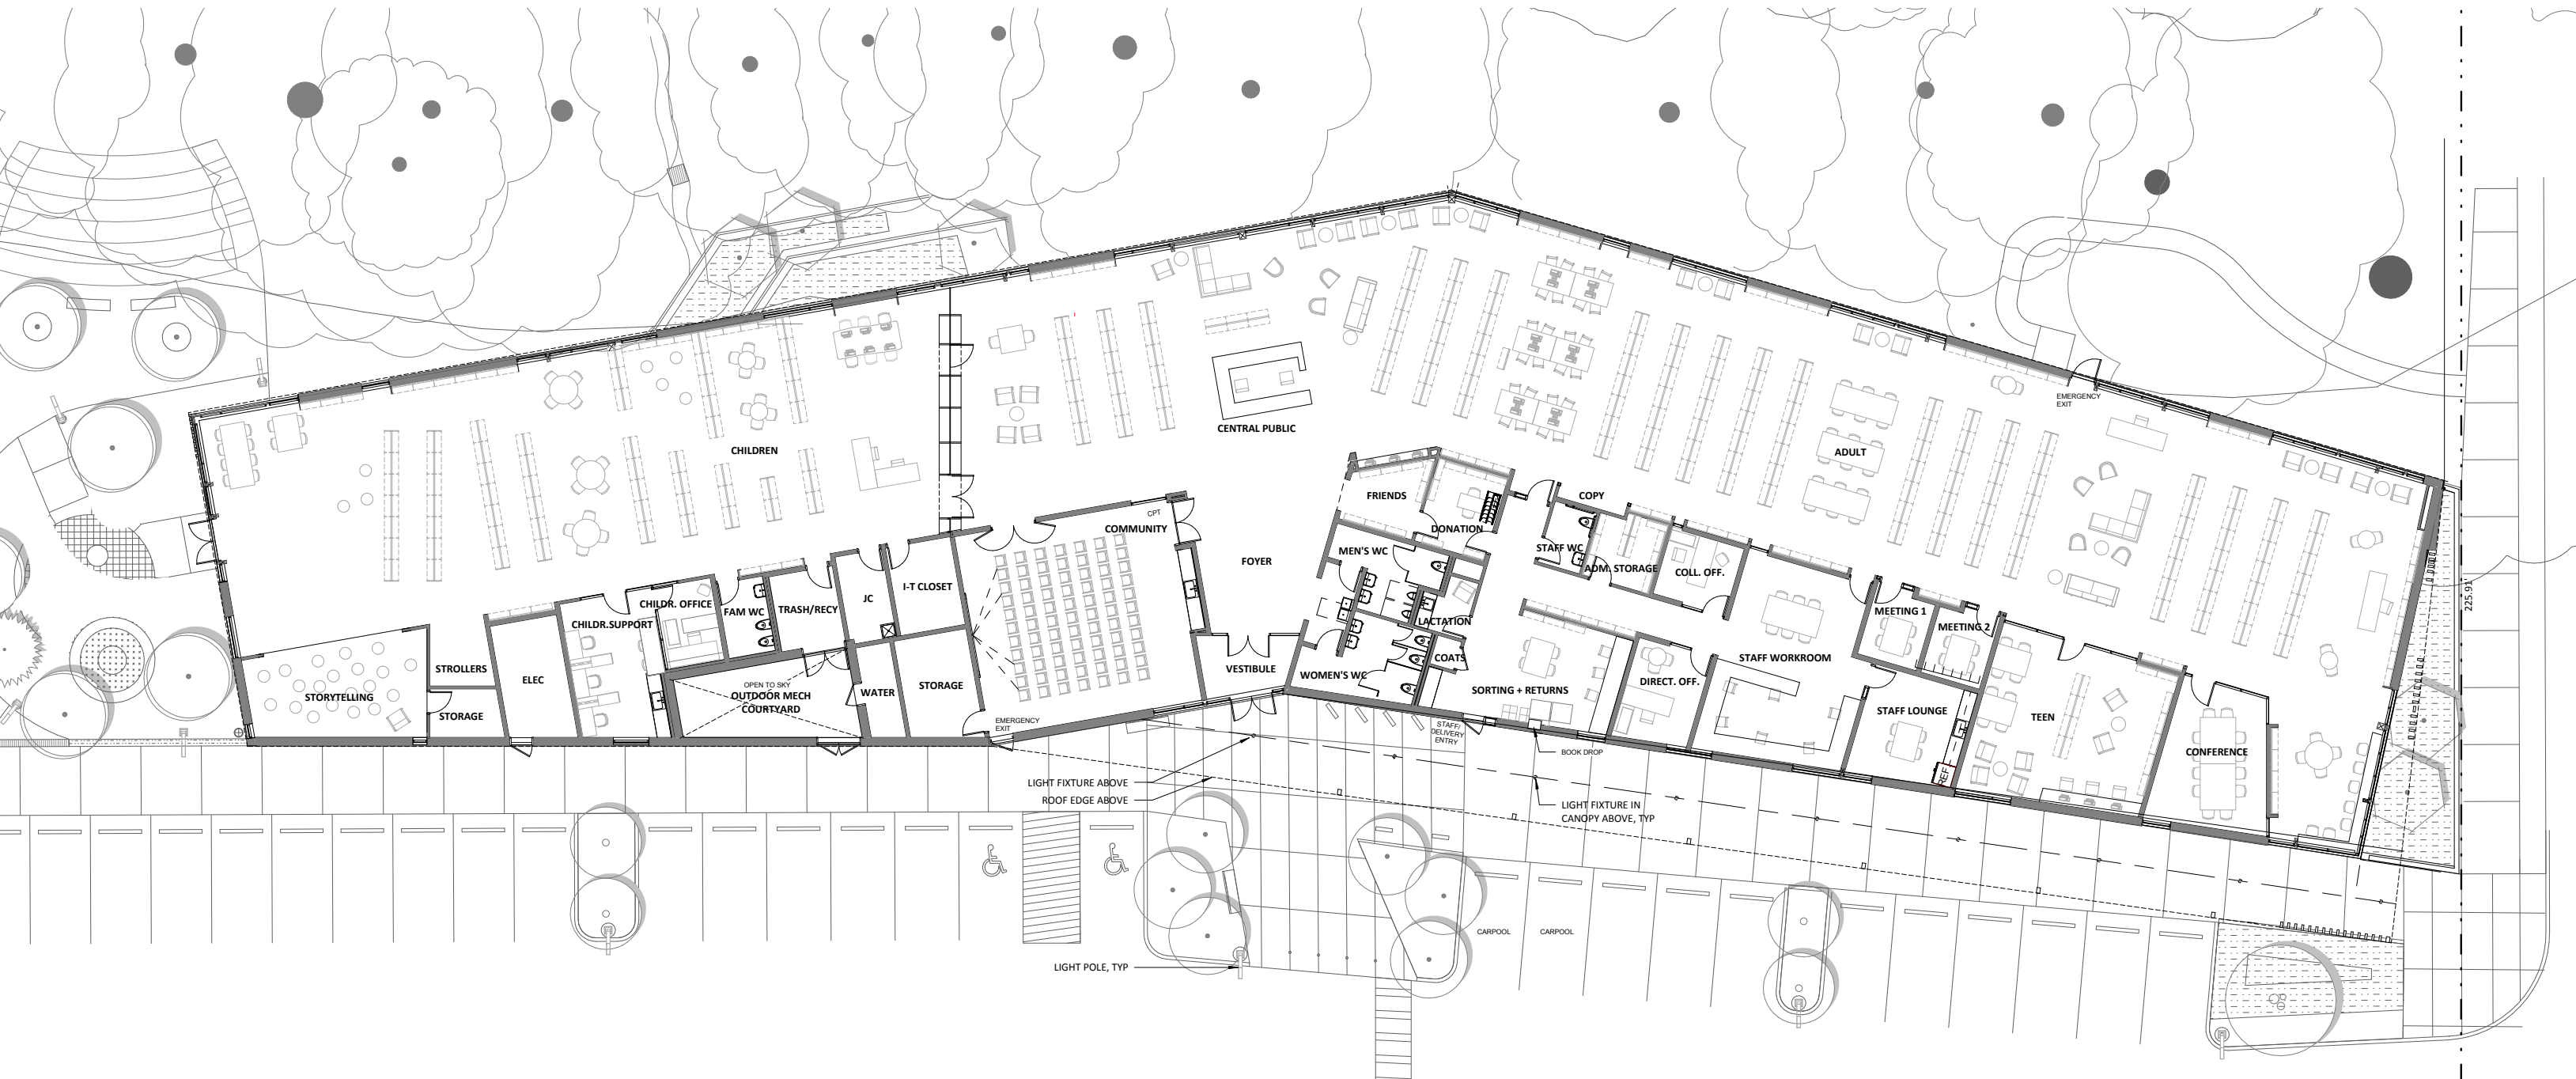 EMERGENCY
EXIT
CENTRAL PUBLIC
CHILDREN
ADULT
FRIENDS
COPY
CPT
COMMUNITY
DONATION
FOYER
MEN'S WC
STAFF WC
ADM. STORAGE
COLL. OFF.
I-T CLOSET
JC
TRASH/RECY
FAM WC
CHILDR. OFFICE
CHILDR.SUPPORT
LACTATION
MEETING 1
MEETING 2
225.91'
STROLLERS
ELEC
STORYTELLING
STORAGE
OPEN TO SKY
OUTDOOR MECH
COURTYARD
WATER
STORAGE
VESTIBULE
WOMEN'S WC
COATS
SORTING + RETURNS
DIRECT. OFF.
STAFF WORKROOM
STAFF LOUNGE
TEEN
CONFERENCE
REF.
EMERGENCY
EXIT
STAFF/
DELIVERY
ENTRY
BOOK DROP
LIGHT FIXTURE ABOVE
ROOF EDGE ABOVE
LIGHT FIXTURE IN
CANOPY ABOVE, TYP
CARPOOL
CARPOOL
LIGHT POLE, TYP